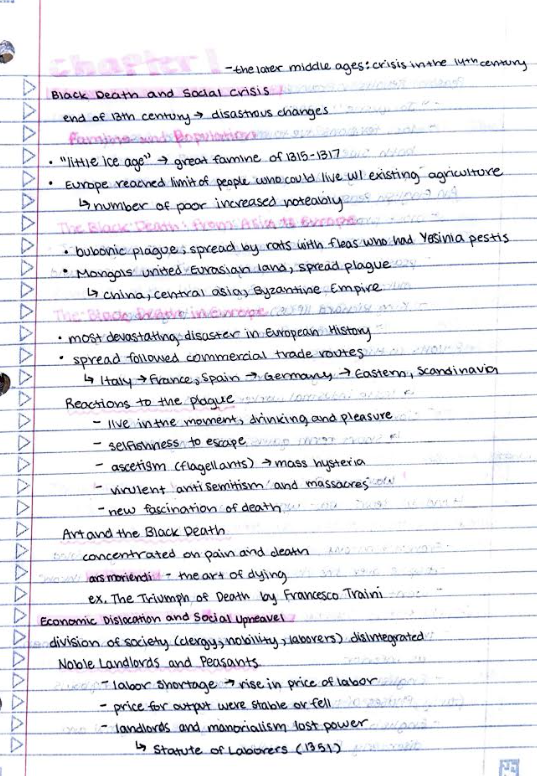 Chapter 1 - the later middle ages: crisis in the 14th century
Black Death and Social crisis
end of 13th century → disastrous changes
Famine and Population
• "little ice age" → great famine of 1315-1317
• Europe reached limit of people who could live w/ existing agriculture
↳ number of poor increased noteably
The Black Death: From Asia to Europe
• bubonic plague; spread by rats with fleas who had Yesinia pestis
• Mongols united Eurasian land, spread plague
↳ china, central asia, Byzantine Empire
The Black Death in Europe
• most devastating disaster in European History
• spread followed commercial trade routes
↳ Italy → France, Spain → Germany → Eastern, Scandinavia
Reactions to the plague
- live in the moment, drinking, and pleasure
- selfishness to escape
- ascetism (flagellants) → mass hysteria
- virulent antisemitism and massacres
- new fascination of death
Art and the Black Death
concentrated on pain and death
ars moriendi - the art of dying
ex. The Triumph of Death by Francesco Traini
Economic Dislocation and Social Upheavel
division of society (clergy, nobility, laborers) disintegrated
Noble Landlords and Peasants
- labor shortage → rise in price of labor
- price for output were stable or fell
- landlords and manorialism lost power
↳ Statute of Laborers (1351)